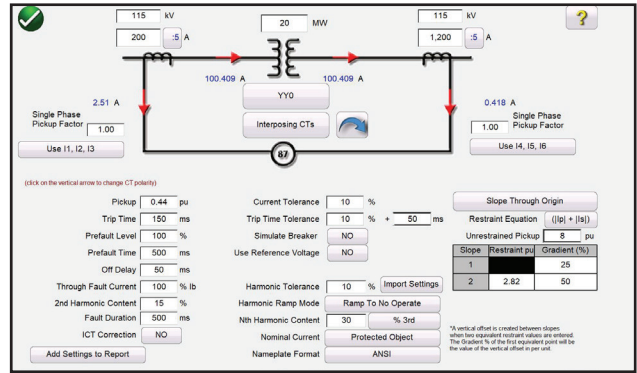 115 kV
20 MW
115 kV
?
200 :5 A
1,200 :5 A
100.409 A
100.409 A
YY0
2.51 A
0.418 A
Single Phase
Pickup Factor 1.00
Interposing CTs
1.00 Single Phase
Pickup Factor
Use I1, I2, I3
87
Use I4, I5, I6
(click on the vertical arrow to change CT polarity)
Pickup 0.44 pu
Trip Time 150 ms
Prefault Level 100 %
Prefault Time 500 ms
Off Delay 50 ms
Through Fault Current 100 % Ib
2nd Harmonic Content 15 %
Fault Duration 500 ms
ICT Correction NO
Add Settings to Report
Current Tolerance 10 %
Trip Time Tolerance 10 % + 50 ms
Simulate Breaker NO
Use Reference Voltage NO
Harmonic Tolerance 10 % Import Settings
Harmonic Ramp Mode Ramp To No Operate
Nth Harmonic Content 30 % 3rd
Nominal Current Protected Object
Nameplate Format ANSI
Slope Through Origin
Restraint Equation (|Ip| + |Is|)
Unrestrained Pickup 8 pu
Slope Restraint pu Gradient (%)
1 25
2 2.82 50
*A vertical offset is created between slopes
when two equivalent restraint values are entered.
The Gradient % of the first equivalent point will be
the value of the vertical offset in per unit.